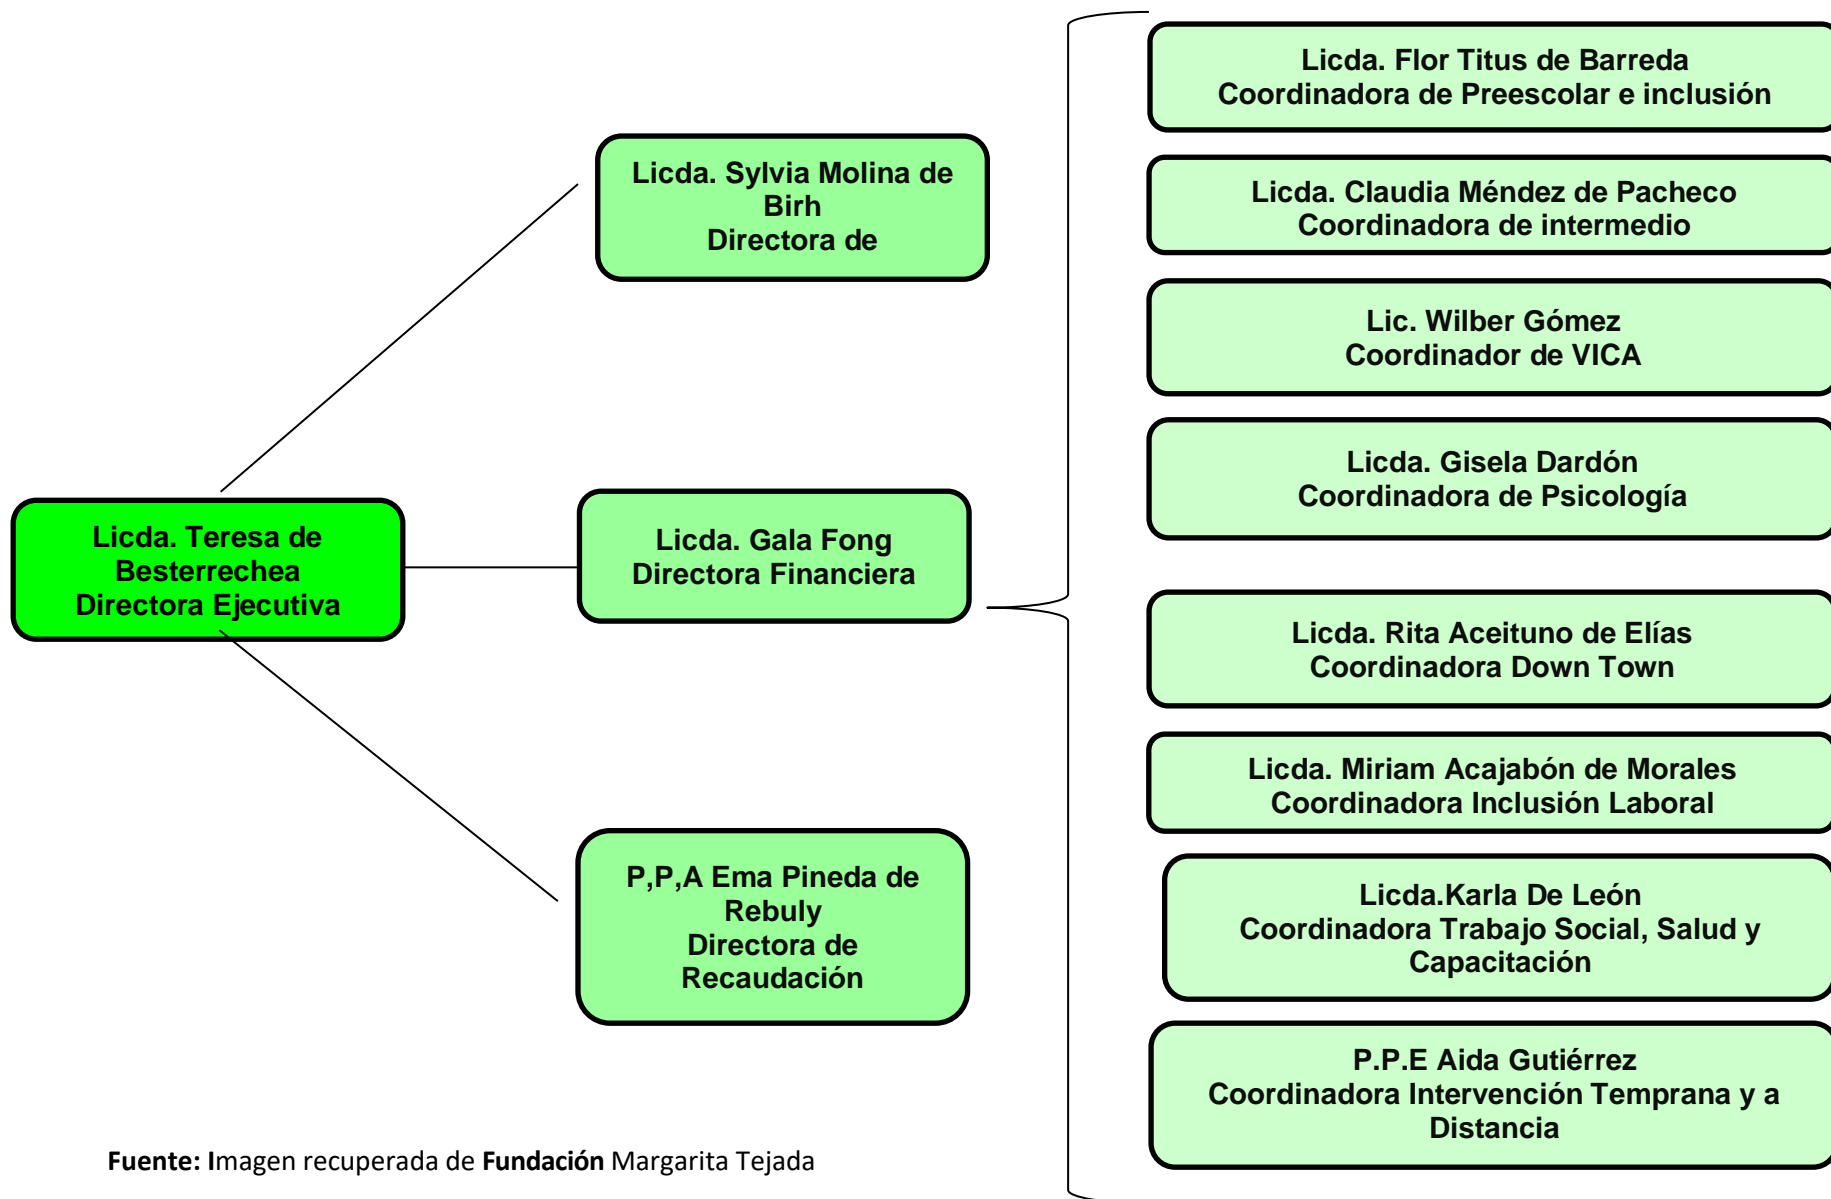 Licda. Teresa de
Besterrechea
Directora Ejecutiva
Licda. Sylvia Molina de
Birh
Directora de
Licda. Gala Fong
Directora Financiera
P,P,A Ema Pineda de
Rebuly
Directora de
Recaudación
Licda. Flor Titus de Barreda
Coordinadora de Preescolar e inclusión
Licda. Claudia Méndez de Pacheco
Coordinadora de intermedio
Lic. Wilber Gómez
Coordinador de VICA
Licda. Gisela Dardón
Coordinadora de Psicología
Licda. Rita Aceituno de Elías
Coordinadora Down Town
Licda. Miriam Acajabón de Morales
Coordinadora Inclusión Laboral
Licda.Karla De León
Coordinadora Trabajo Social, Salud y
Capacitación
P.P.E Aida Gutiérrez
Coordinadora Intervención Temprana y a
Distancia
Fuente: Imagen recuperada de Fundación Margarita Tejada